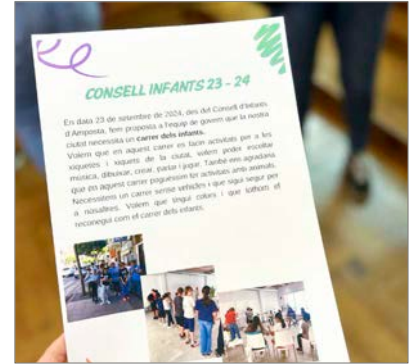 CONSELL INFANTS 23 - 24
En data 23 de setembre de 2024, des del Consell d'Infants
d'Amposta, fem proposta a l'equip de govern que la nostra
ciutat necessita un carrer dels infants.
Volem que en aquest carrer es facin activitats per a les
xiquetes i xiquets de la ciutat, volem poder escoltar
música, dibuixar, crear, pintar i jugar. També ens agradaria
que en aquest carrer poguéssim fer activitats amb animals.
Necessitem un carrer sense vehicles i que sigui segur per
a nosaltres. Volem que tingui colors i que tothom el
reconegui com el carrer dels infants.